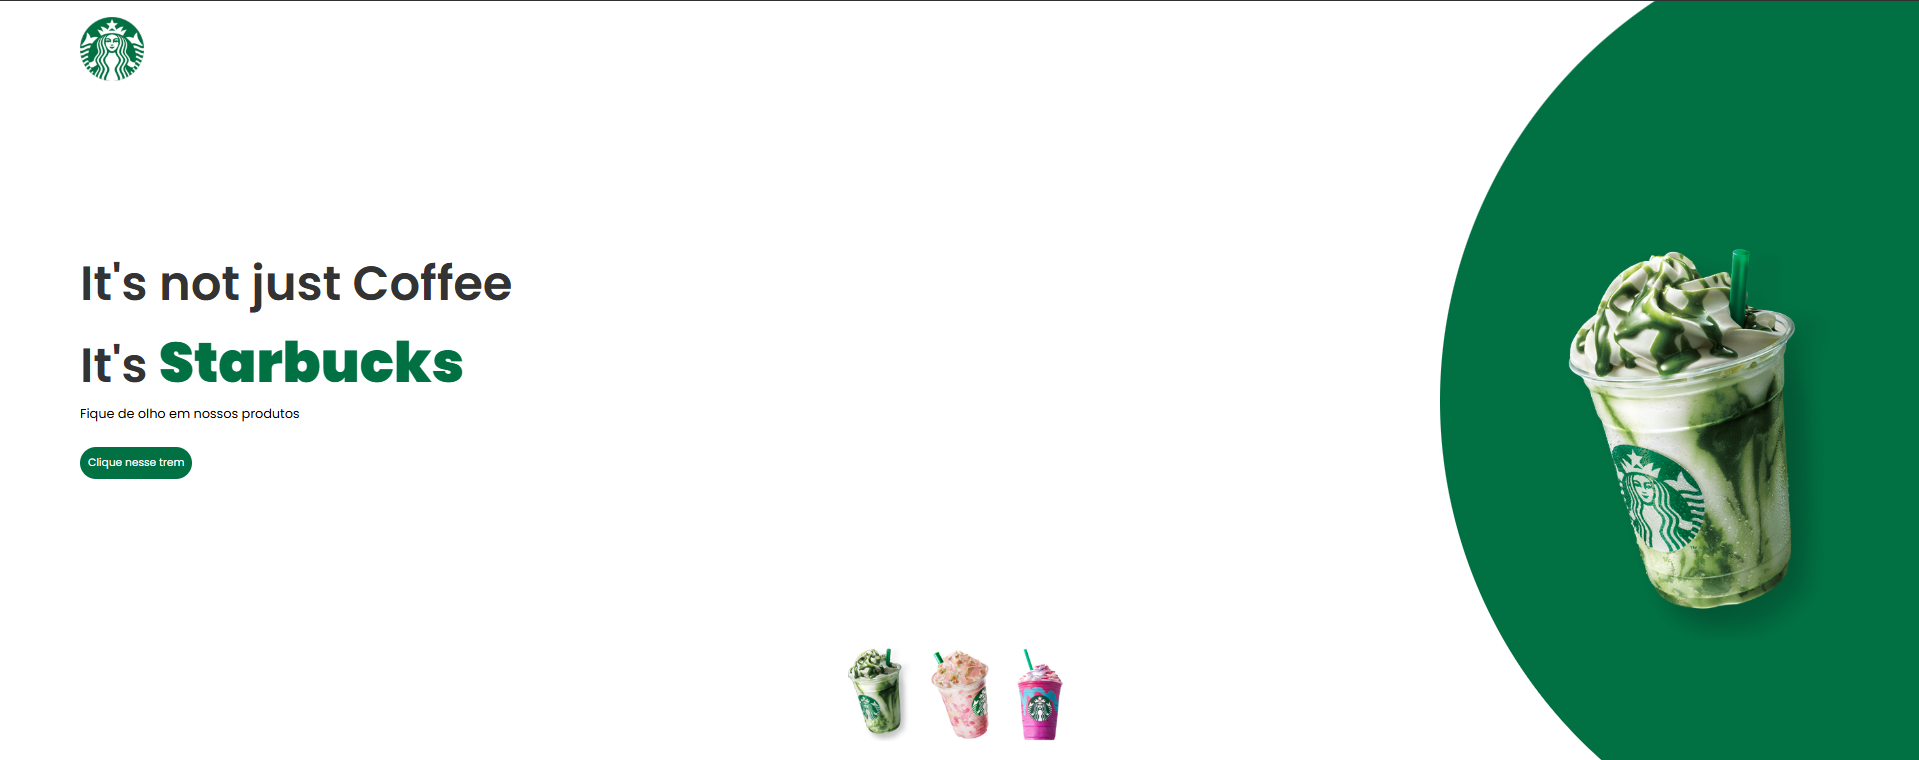 It's not just Coffee
It's Starbucks
Fique de olho em nossos produtos
Clique nesse trem